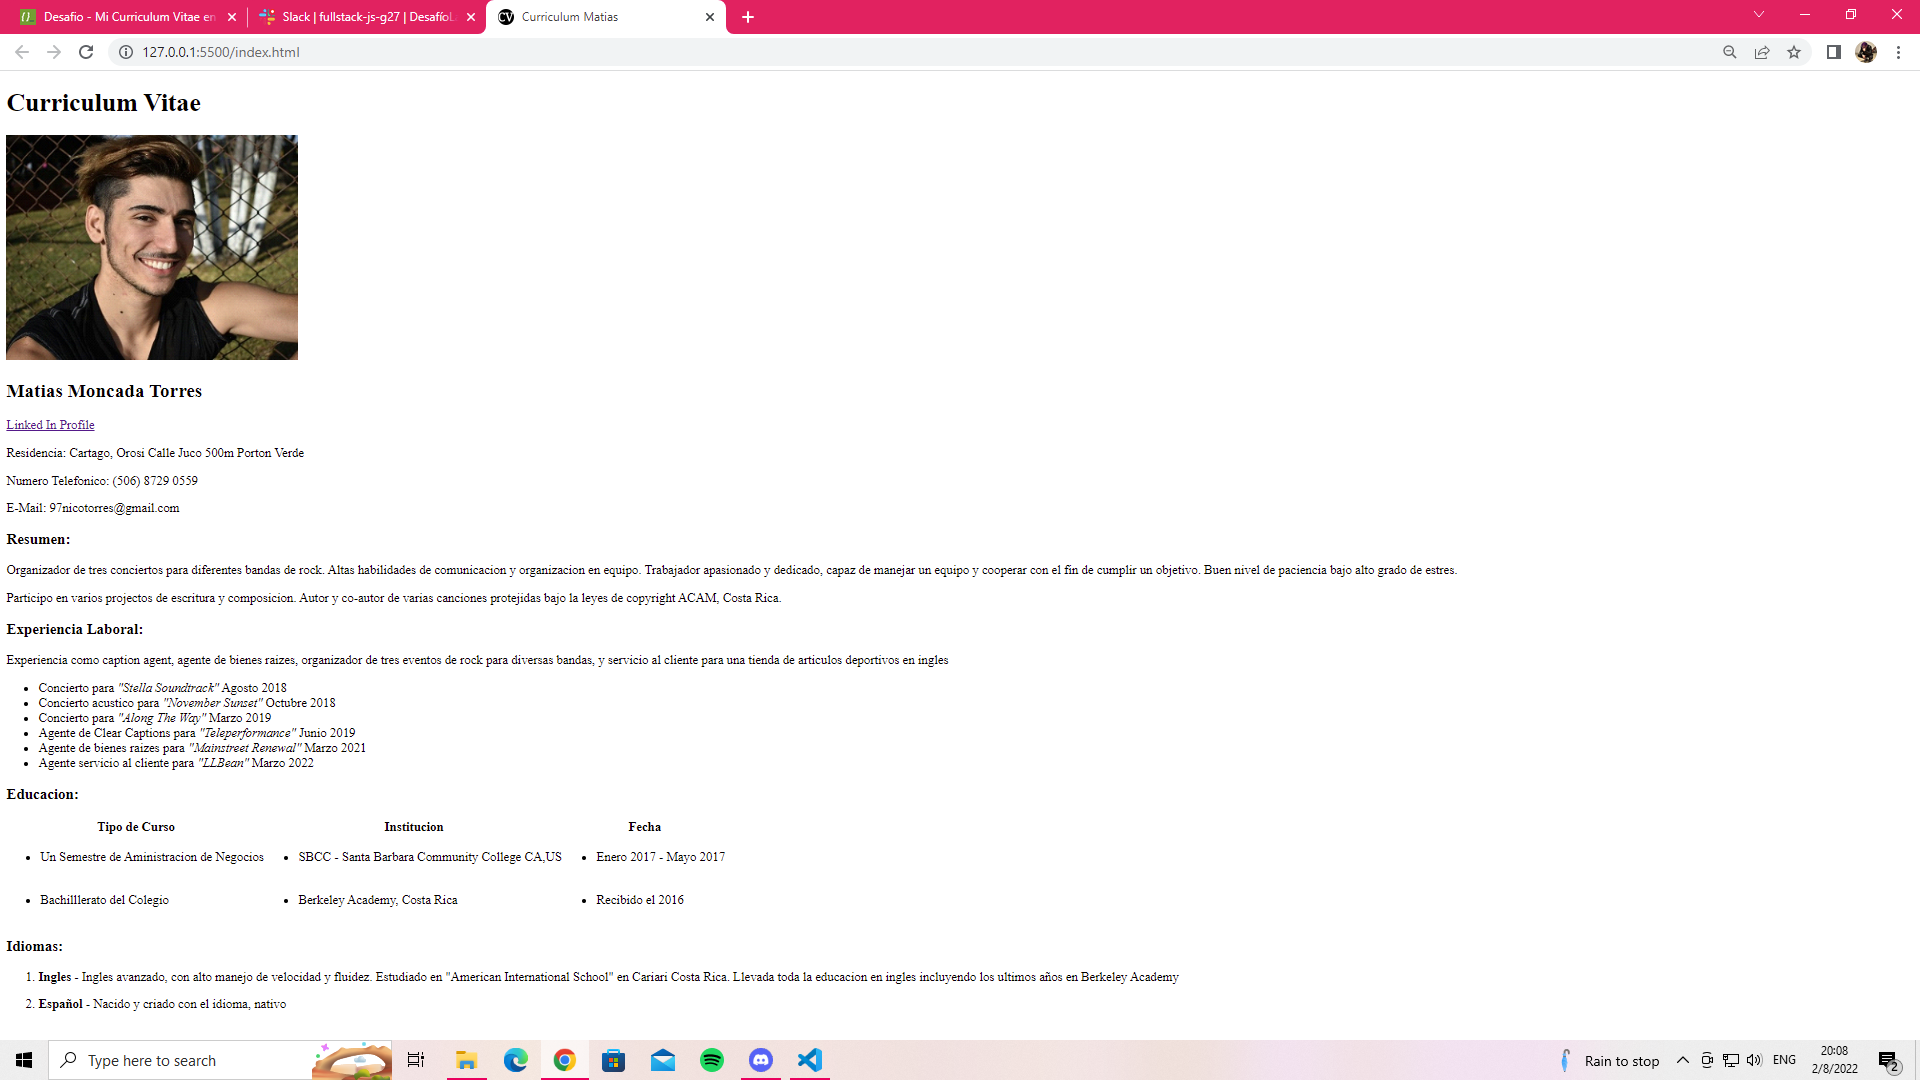 Desafio - Mi Curriculum Vitae en
Slack | fullstack-js-g27 | DesafíoL
Curriculum Matias
127.0.0.1:5500/index.html
Curriculum Vitae
Matias Moncada Torres
Linked In Profile
Residencia: Cartago, Orosi Calle Juco 500m Porton Verde
Numero Telefonico: (506) 8729 0559
E-Mail: 97nicotorres@gmail.com
Resumen:
Organizador de tres conciertos para diferentes bandas de rock. Altas habilidades de comunicacion y organizacion en equipo. Trabajador apasionado y dedicado, capaz de manejar un equipo y cooperar con el fin de cumplir un objetivo. Buen nivel de paciencia bajo alto grado de estres.
Participo en varios projectos de escritura y composicion. Autor y co-autor de varias canciones protejidas bajo la leyes de copyright ACAM, Costa Rica.
Experiencia Laboral:
Experiencia como caption agent, agente de bienes raizes, organizador de tres eventos de rock para diversas bandas, y servicio al cliente para una tienda de articulos deportivos en ingles
• Concierto para "Stella Soundtrack" Agosto 2018
• Concierto acustico para "November Sunset" Octubre 2018
• Concierto para "Along The Way" Marzo 2019
• Agente de Clear Captions para "Teleperformance" Junio 2019
• Agente de bienes raizes para "Mainstreet Renewal" Marzo 2021
• Agente servicio al cliente para "LLBean" Marzo 2022
Educacion:
Tipo de Curso Institucion Fecha
• Un Semestre de Aministracion de Negocios • SBCC - Santa Barbara Community College CA,US • Enero 2017 - Mayo 2017
• Bachilllerato del Colegio • Berkeley Academy, Costa Rica • Recibido el 2016
Idiomas:
1. Ingles - Ingles avanzado, con alto manejo de velocidad y fluidez. Estudiado en "American International School" en Cariari Costa Rica. Llevada toda la educacion en ingles incluyendo los ultimos años en Berkeley Academy
2. Español - Nacido y criado con el idioma, nativo
Type here to search
Rain to stop
ENG
20:08
2/8/2022
2